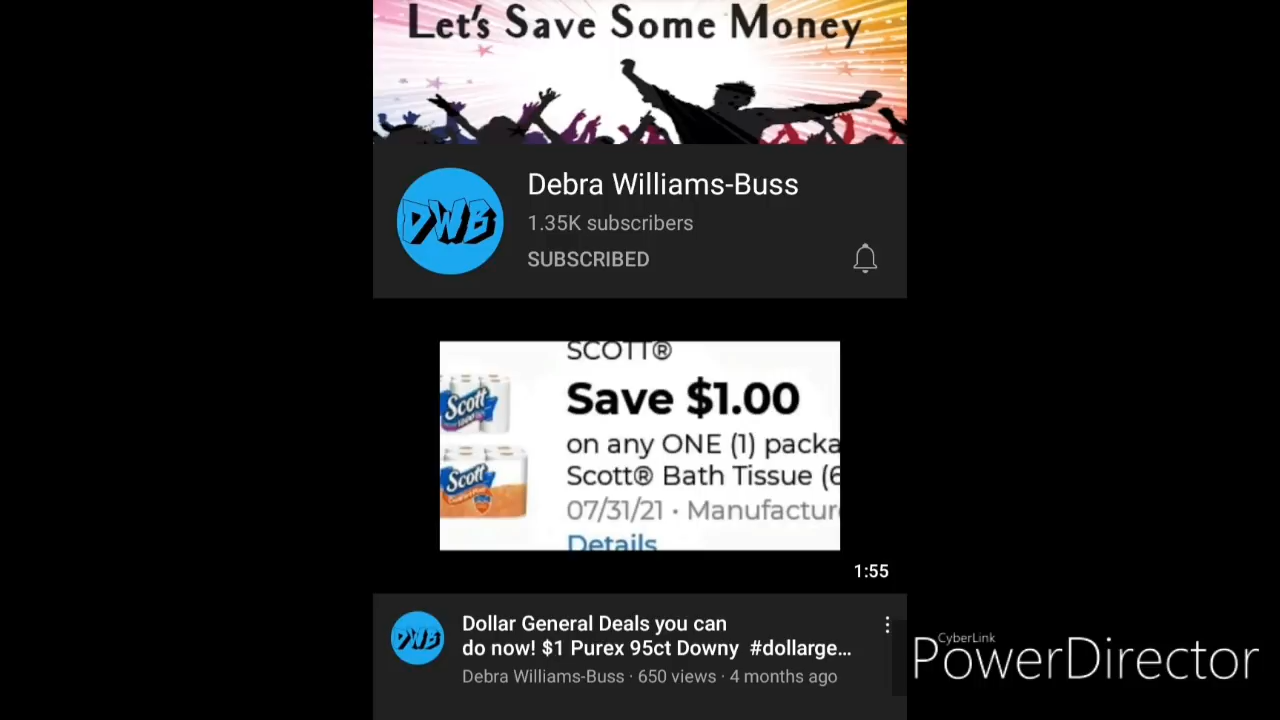 Let's Save Some Money
DWB
Debra Williams-Buss
1.35K subscribers
SUBSCRIBED
SCOTT®
Save $1.00
on any ONE (1) packa
Scott® Bath Tissue (6
07/31/21 · Manufactur
Details
Scott
Scott
1:55
DWB
Dollar General Deals you can
do now! $1 Purex 95ct Downy #dollarge...
Debra Williams-Buss · 650 views · 4 months ago
CyberLink
PowerDirector